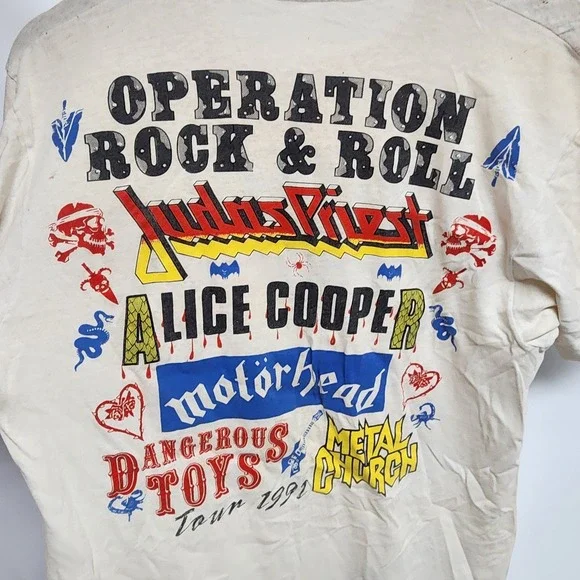 OPERATION
ROCK & ROLL
Judas Priest
ALICE COOPER
motörhead
DANGEROUS TOYS
METAL CHURCH
Tour 1991